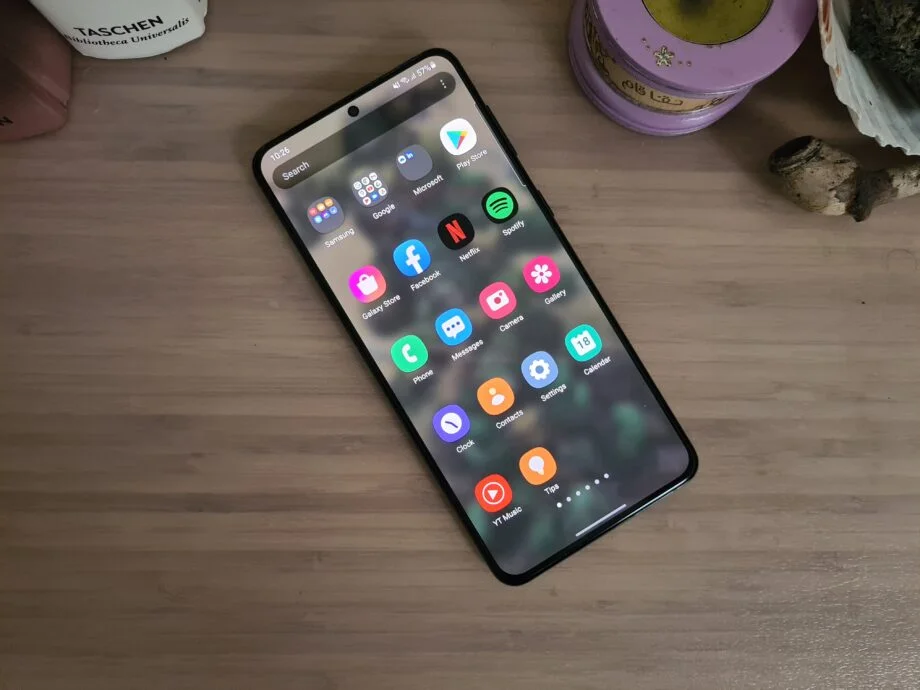 TASCHEN
Bibliotheca Universalis
N
10:26 57%
Search
Samsung Google Microsoft Play Store
Galaxy Store Facebook Netflix Spotify
N
Phone Messages Camera Gallery
Clock Contacts Settings Calendar
18
YT Music Tips